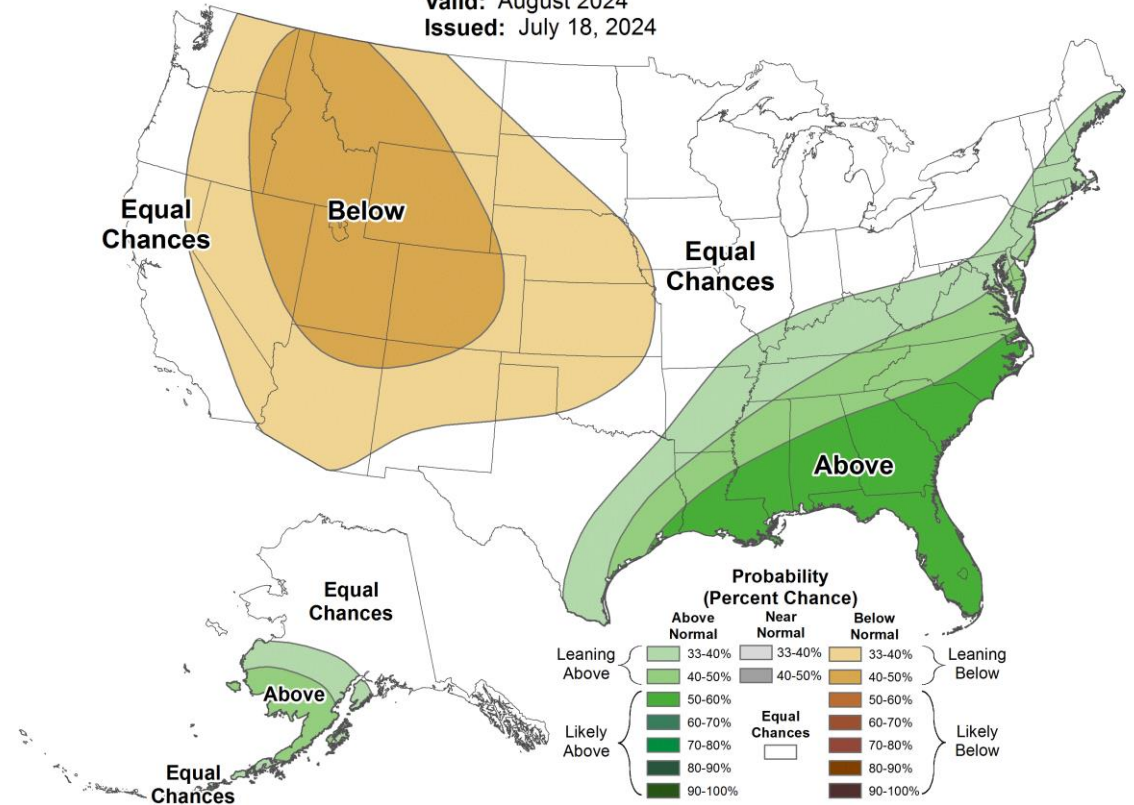 Valid: August 2024
Issued: July 18, 2024
Equal
Chances
Below
Equal
Chances
Above
Equal
Chances
Above
Equal
Chances
Probability
(Percent Chance)
Above
Normal
Near
Normal
Below
Normal
Leaning
Above
33-40%
33-40%
33-40%
Leaning
Below
40-50%
40-50%
40-50%
Likely
Above
50-60%
60-70%
70-80%
80-90%
90-100%
Equal
Chances
50-60%
60-70%
70-80%
80-90%
90-100%
Likely
Below